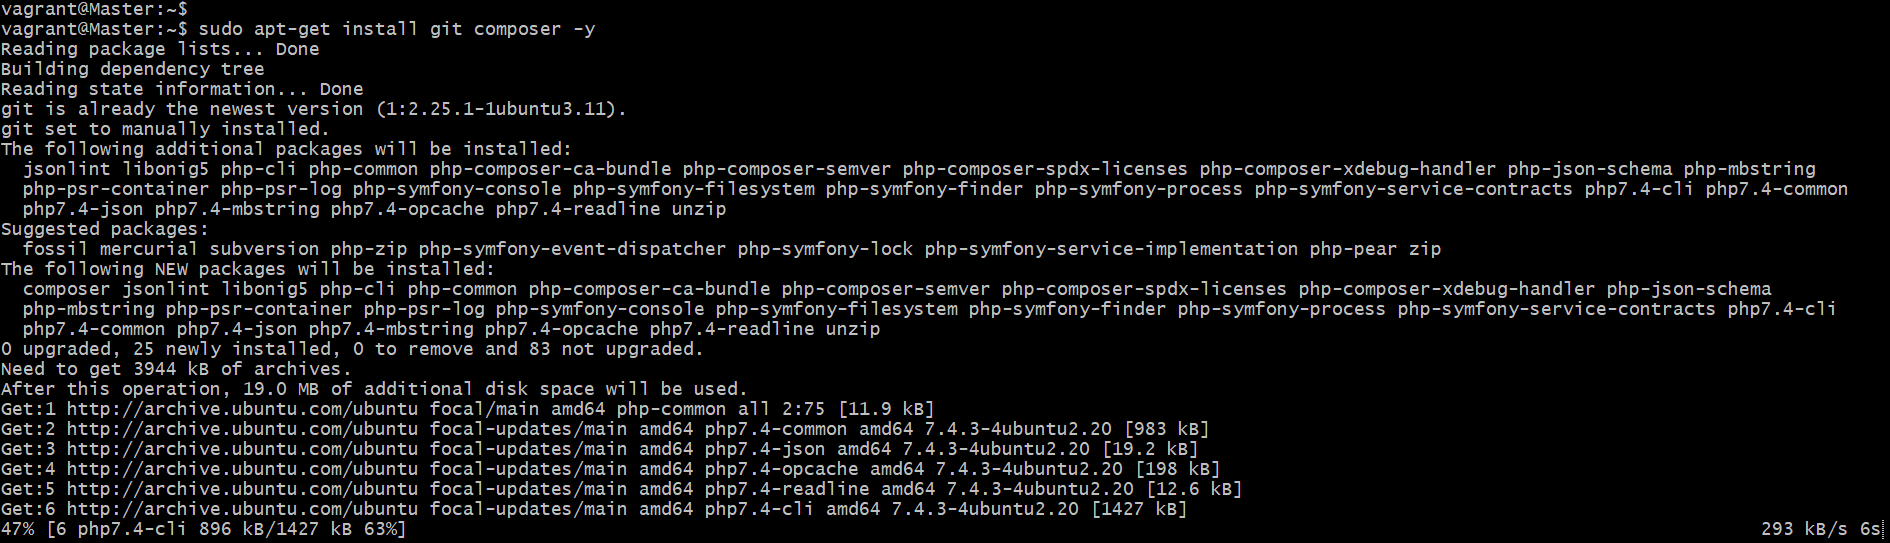 vagrant@Master:~$
vagrant@Master:~$ sudo apt-get install git composer -y
Reading package lists... Done
Building dependency tree
Reading state information... Done
git is already the newest version (1:2.25.1-1ubuntu3.11).
git set to manually installed.
The following additional packages will be installed:
  jsonlint libonig5 php-cli php-common php-composer-ca-bundle php-composer-semver php-composer-spdx-licenses php-composer-xdebug-handler php-json-schema php-mbstring
  php-psr-container php-psr-log php-symfony-console php-symfony-filesystem php-symfony-finder php-symfony-process php-symfony-service-contracts php7.4-cli php7.4-common
  php7.4-json php7.4-mbstring php7.4-opcache php7.4-readline unzip
Suggested packages:
  fossil mercurial subversion php-zip php-symfony-event-dispatcher php-symfony-lock php-symfony-service-implementation php-pear zip
The following NEW packages will be installed:
  composer jsonlint libonig5 php-cli php-common php-composer-ca-bundle php-composer-semver php-composer-spdx-licenses php-composer-xdebug-handler php-json-schema
  php-mbstring php-psr-container php-psr-log php-symfony-console php-symfony-filesystem php-symfony-finder php-symfony-process php-symfony-service-contracts php7.4-cli
  php7.4-common php7.4-json php7.4-mbstring php7.4-opcache php7.4-readline unzip
0 upgraded, 25 newly installed, 0 to remove and 83 not upgraded.
Need to get 3944 kB of archives.
After this operation, 19.0 MB of additional disk space will be used.
Get:1 http://archive.ubuntu.com/ubuntu focal/main amd64 php-common all 2:75 [11.9 kB]
Get:2 http://archive.ubuntu.com/ubuntu focal-updates/main amd64 php7.4-common amd64 7.4.3-4ubuntu2.20 [983 kB]
Get:3 http://archive.ubuntu.com/ubuntu focal-updates/main amd64 php7.4-json amd64 7.4.3-4ubuntu2.20 [19.2 kB]
Get:4 http://archive.ubuntu.com/ubuntu focal-updates/main amd64 php7.4-opcache amd64 7.4.3-4ubuntu2.20 [198 kB]
Get:5 http://archive.ubuntu.com/ubuntu focal-updates/main amd64 php7.4-readline amd64 7.4.3-4ubuntu2.20 [12.6 kB]
Get:6 http://archive.ubuntu.com/ubuntu focal-updates/main amd64 php7.4-cli amd64 7.4.3-4ubuntu2.20 [1427 kB]
47% [6 php7.4-cli 896 kB/1427 kB 63%] 293 kB/s 6s